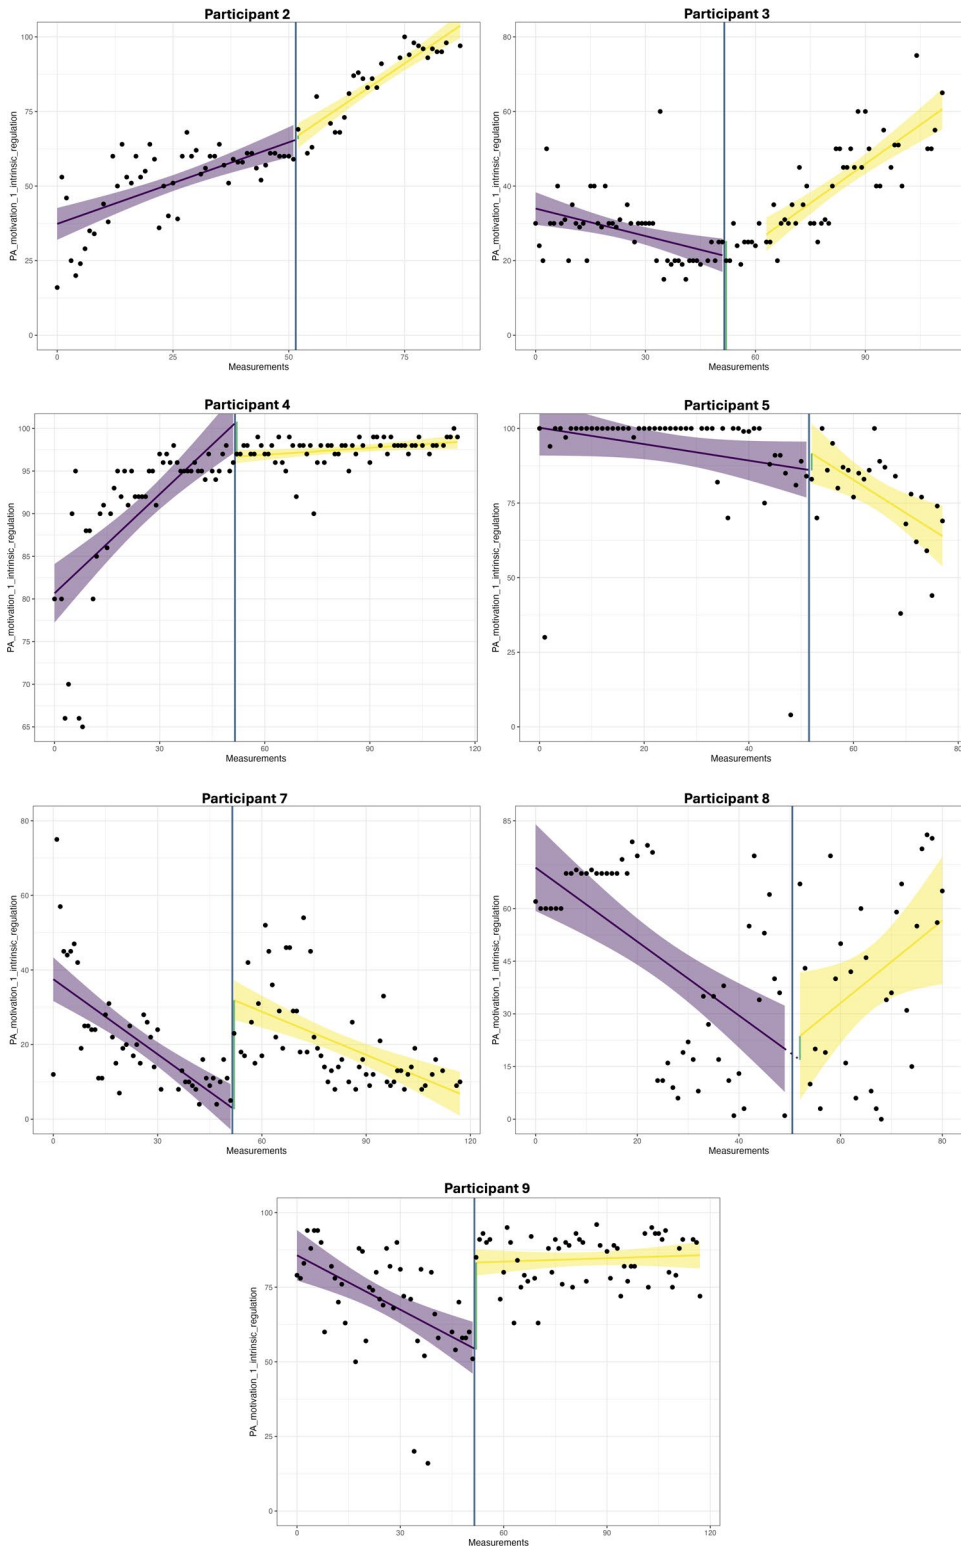 Participant 2
PA_motivation_1_intrinsic_regulation
100
75
50
25
0
0 25 50 75
Measurements
Participant 3
PA_motivation_1_intrinsic_regulation
80
60
40
20
0
0 30 60 90
Measurements
Participant 4
PA_motivation_1_intrinsic_regulation
100
95
90
85
80
75
70
65
0 30 60 90 120
Measurements
Participant 5
PA_motivation_1_intrinsic_regulation
100
75
50
25
0
0 20 40 60 80
Measurements
Participant 7
PA_motivation_1_intrinsic_regulation
80
60
40
20
0
0 30 60 90 120
Measurements
Participant 8
PA_motivation_1_intrinsic_regulation
85
60
45
30
15
0
0 20 40 60 80
Measurements
Participant 9
PA_motivation_1_intrinsic_regulation
100
75
50
25
0
0 30 60 90 120
Measurements